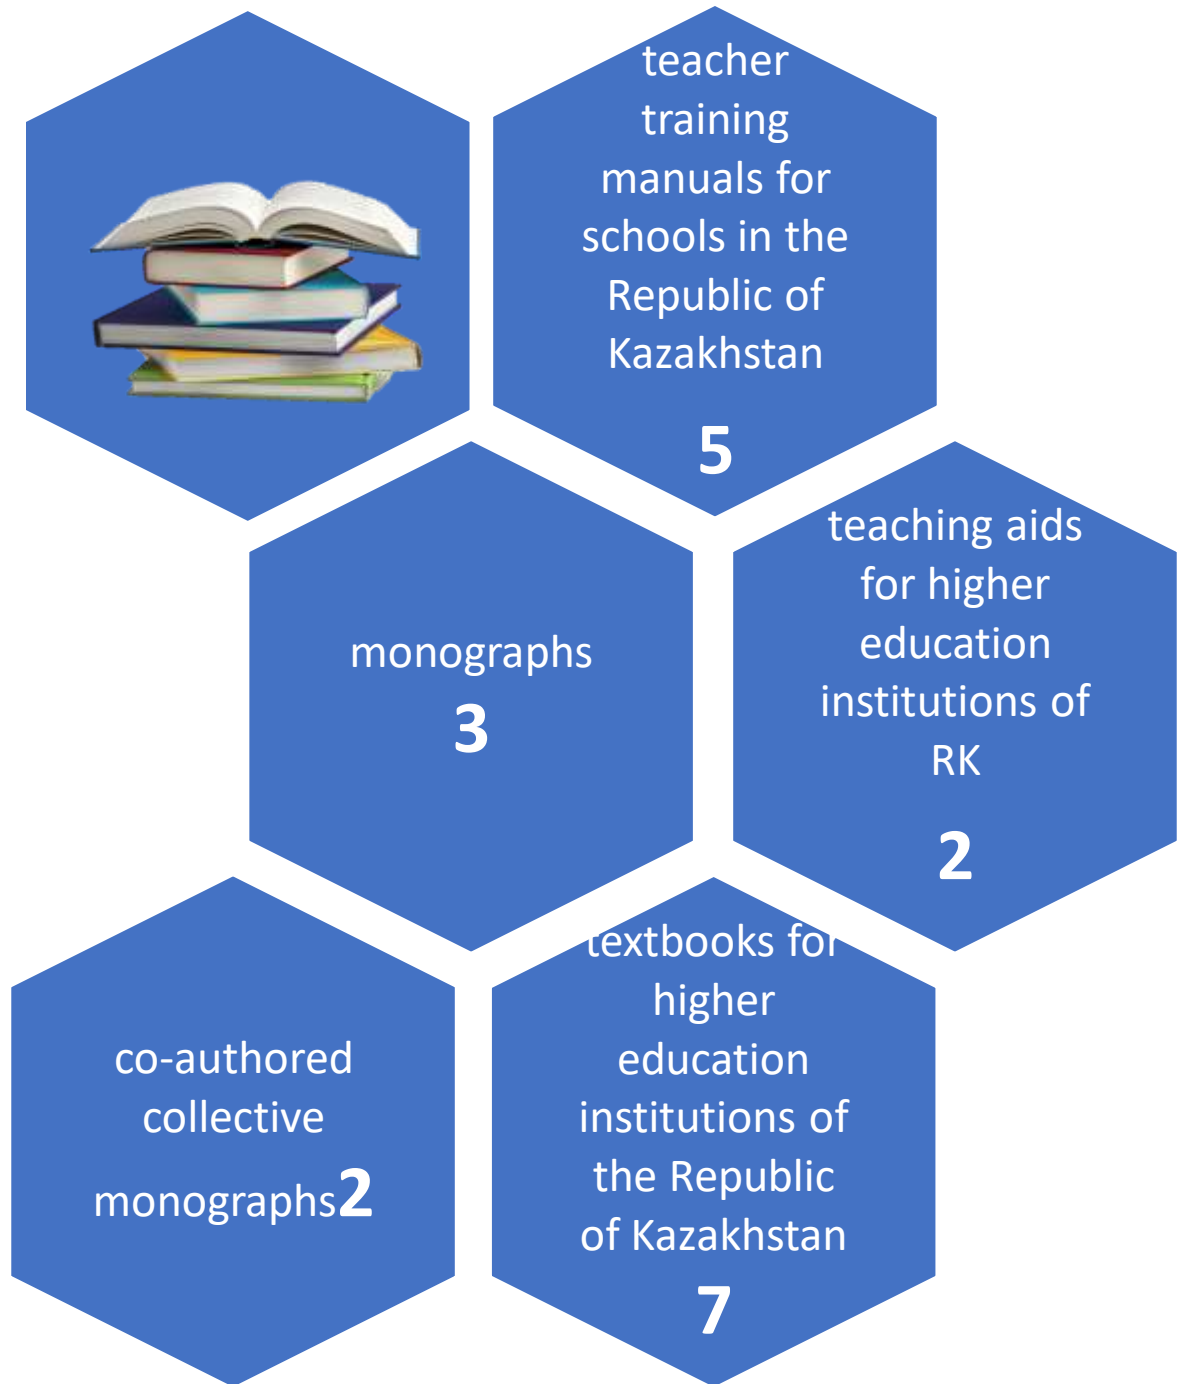 teacher
training
manuals for
schools in the
Republic of
Kazakhstan
5
monographs
3
teaching aids
for higher
education
institutions of
RK
2
co-authored
collective
monographs2
textbooks for
higher
education
institutions of
the Republic
of Kazakhstan
7